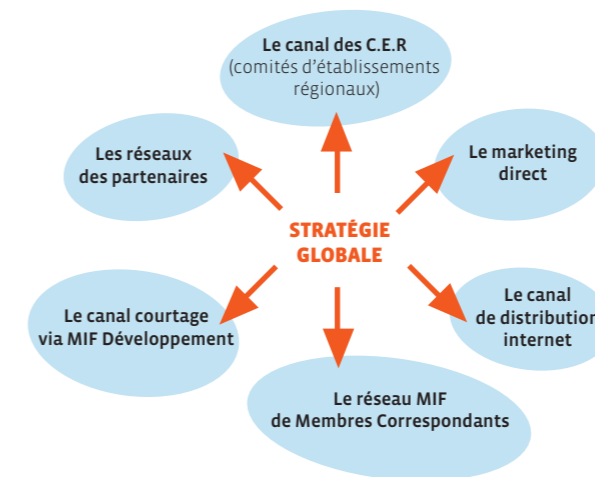 Le canal des C.E.R
(comités d'établissements
régionaux)
Les réseaux
des partenaires
Le marketing
direct
STRATÉGIE
GLOBALE
Le canal courtage
via MIF Développement
Le canal
de distribution
internet
Le réseau MIF
de Membres Correspondants